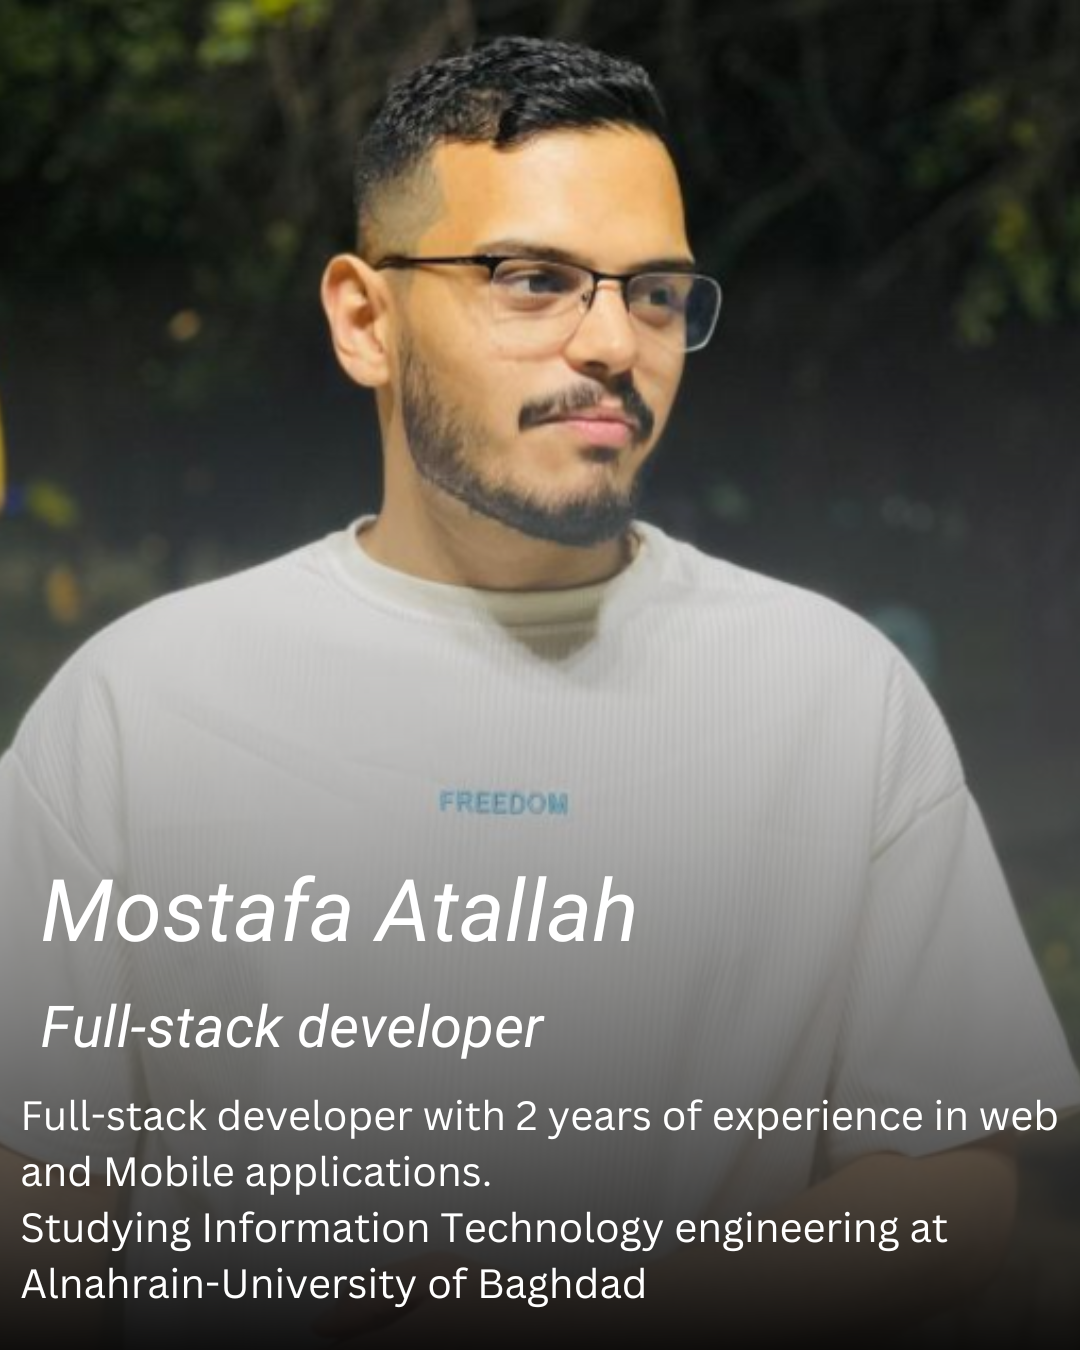 FREEDOM
Mostafa Atallah
Full-stack developer
Full-stack developer with 2 years of experience in web
and Mobile applications.
Studying Information Technology engineering at
Alnahrain-University of Baghdad